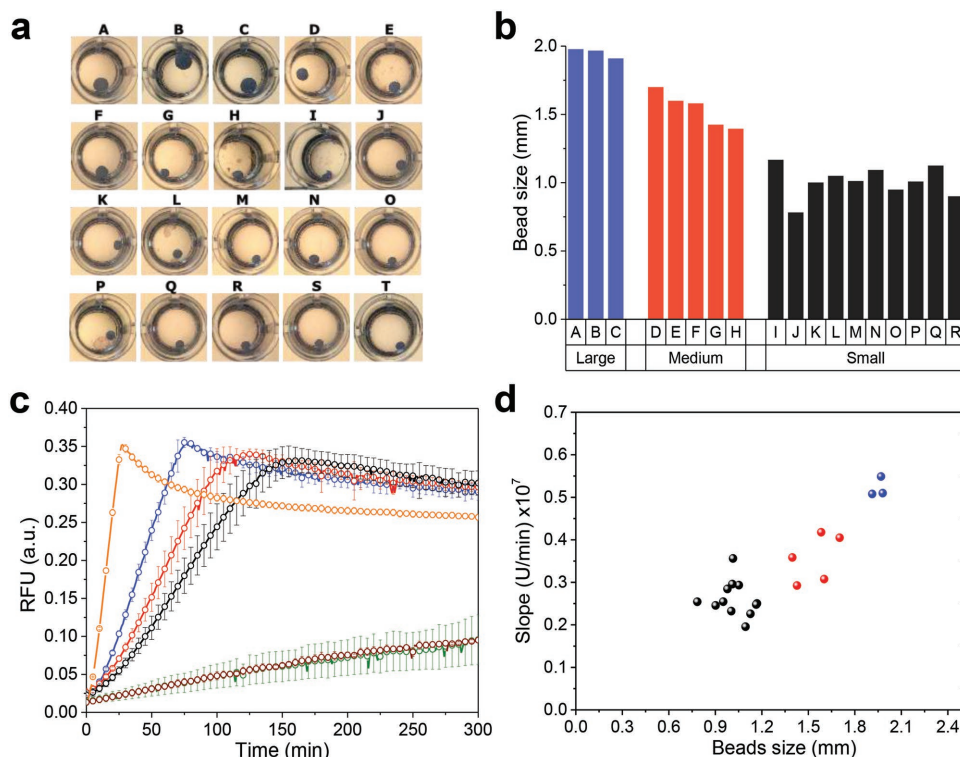 a
A B C D E
F G H I J
K L M N O
P Q R S T
b
Bead size (mm)
2.0
1.5
1.0
0.5
0.0
A B C D E F G H I J K L M N O P Q R
Large Medium Small
c
RFU (a.u.)
0.40
0.35
0.30
0.25
0.20
0.15
0.10
0.05
0.00
0 50 100 150 200 250 300
Time (min)
d
Slope (U/min) x10⁷
0.7
0.6
0.5
0.4
0.3
0.2
0.1
0.0
0.0 0.3 0.6 0.9 1.2 1.5 1.8 2.1 2.4
Beads size (mm)